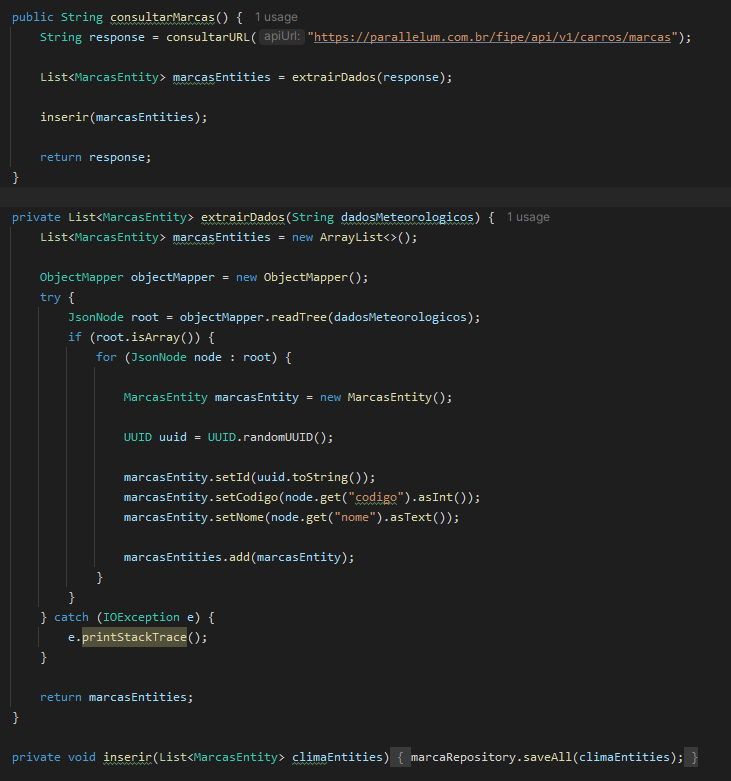 public String consultarMarcas() { 1 usage
String response = consultarURL( apiUrl: "https://parallelum.com.br/fipe/api/v1/carros/marcas");
List<MarcasEntity> marcasEntities = extrairDados(response);
inserir(marcasEntities);
return response;
}
private List<MarcasEntity> extrairDados(String dadosMeteorologicos) { 1 usage
List<MarcasEntity> marcasEntities = new ArrayList<>();
ObjectMapper objectMapper = new ObjectMapper();
try {
JsonNode root = objectMapper.readTree(dadosMeteorologicos);
if (root.isArray()) {
for (JsonNode node : root) {
MarcasEntity marcasEntity = new MarcasEntity();
UUID uuid = UUID.randomUUID();
marcasEntity.setId(uuid.toString());
marcasEntity.setCodigo(node.get("codigo").asInt());
marcasEntity.setNome(node.get("nome").asText());
marcasEntities.add(marcasEntity);
}
}
} catch (IOException e) {
e.printStackTrace();
}
return marcasEntities;
}
private void inserir(List<MarcasEntity> climaEntities) { marcaRepository.saveAll(climaEntities); }